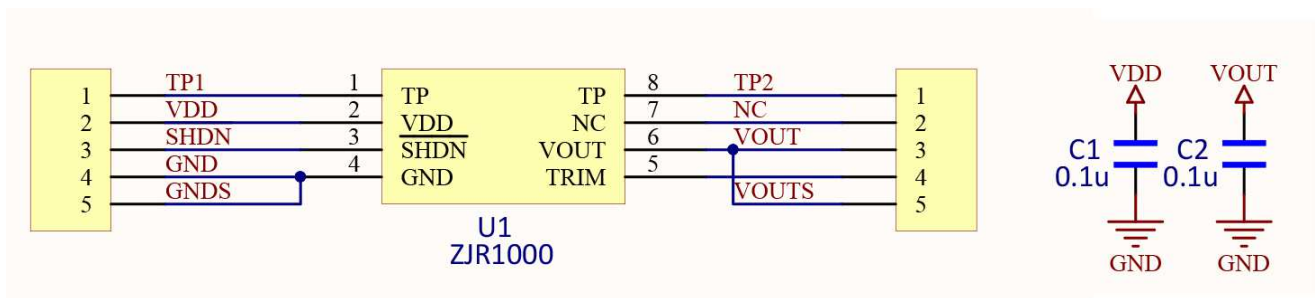 TP1 1 8 TP2 VDD VOUT
1 TP TP 1
VDD 2 7 NC
2 VDD NC 2
SHDN 3 6 VOUT
3 SHDN VOUT 3 C1 C2
GND 4 5
4 GND TRIM 4 0.1u 0.1u
GNDS VOUTS
5 5
U1
ZJR1000
GND GND